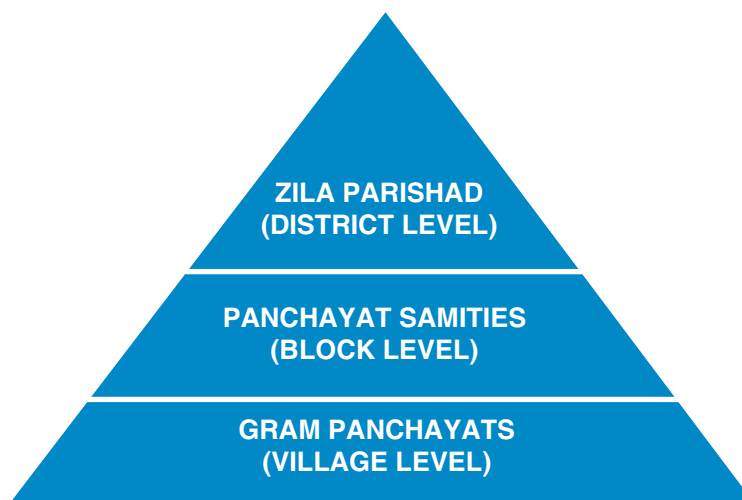 ZILA PARISHAD
(DISTRICT LEVEL)
PANCHAYAT SAMITIES
(BLOCK LEVEL)
GRAM PANCHAYATS
(VILLAGE LEVEL)